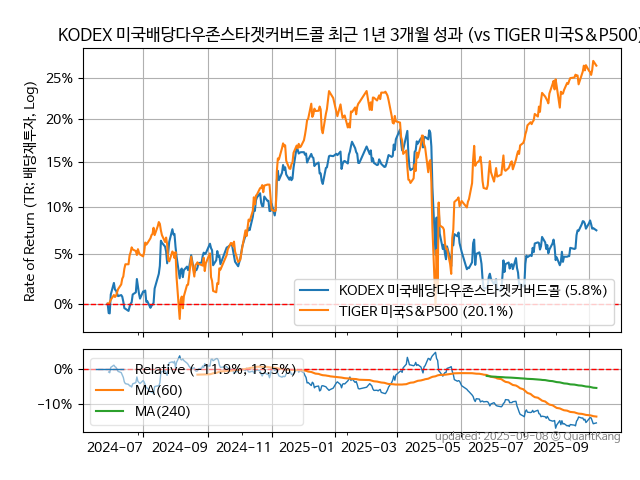 KODEX 미국배당다우존스타겟커버드콜 최근 1년 3개월 성과 (vs TIGER 미국S&P500)
Rate of Return (TR: 배당재투자, Log)
25%
20%
15%
10%
5%
0%
KODEX 미국배당다우존스타겟커버드콜 (5.8%)
TIGER 미국S&P500 (20.1%)
0%
−10%
Relative (−11.9%, 13.5%)
MA(60)
MA(240)
updated: 2025-09-08 © QuantKang
2024-07 2024-09 2024-11 2025-01 2025-03 2025-05 2025-07 2025-09